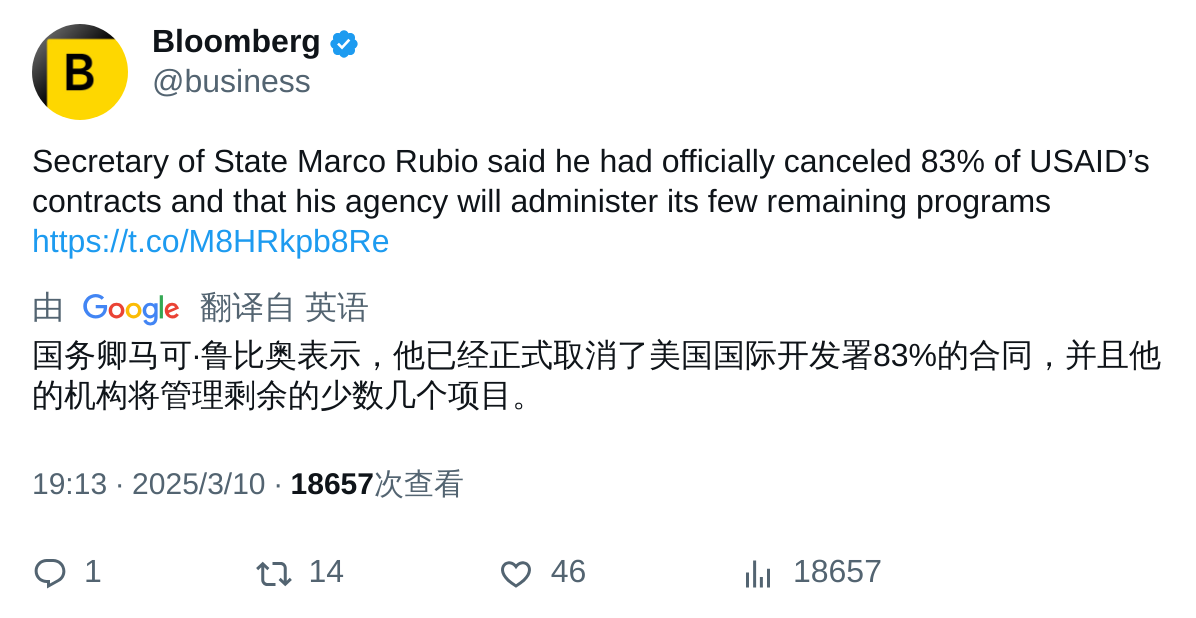 B
Bloomberg
@business
Secretary of State Marco Rubio said he had officially canceled 83% of USAID’s
contracts and that his agency will administer its few remaining programs
https://t.co/M8HRkpb8Re
由 Google 翻译自 英语
国务卿马可·鲁比奥表示，他已经正式取消了美国国际开发署83%的合同，并且他
的机构将管理剩余的少数几个项目。
19:13 · 2025/3/10 · 18657次查看
1 14 46 18657